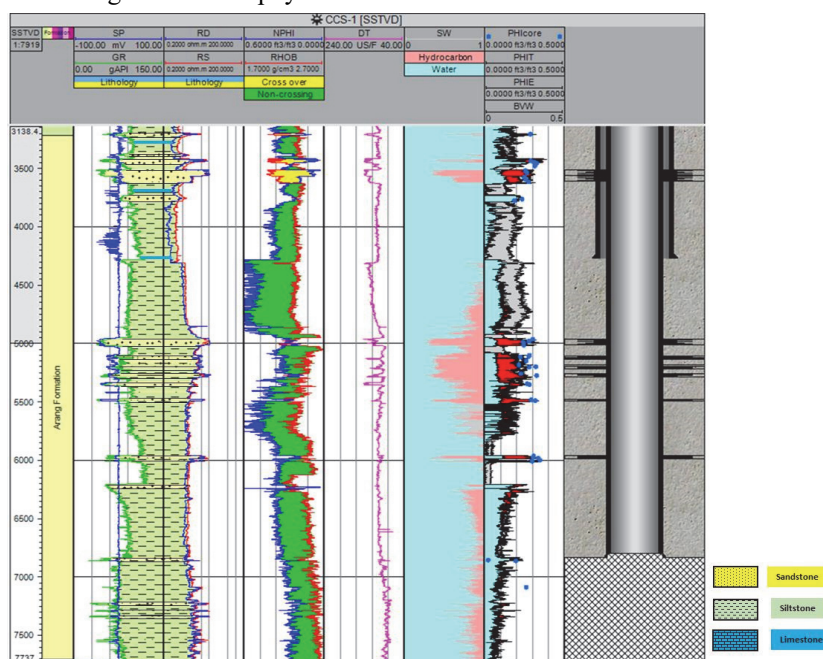 CCS-1 [SSTVD]
SSTVD SP RD NPHI DT SW PHIcore
1:7919 -100.00 mV 100.00 0.2000 ohm.m 200.0000 0.6000 ft3/ft3 0.0000 240.00 US/F 40.00 0 1 0.0000 ft3/ft3 0.5000
GR RS RHOB Hydrocarbon PHIT
0.00 gAPI 150.00 0.2000 ohm.m 200.0000 1.7000 g/cm3 2.7000 Water 0.0000 ft3/ft3 0.5000
Lithology Lithology Cross over PHIE
Non-crossing 0.0000 ft3/ft3 0.5000
BVW
0 0.5
3138.4
3500
4000
4500
5000
5500
Arang Formation
6000
6500
7000
7500
7737
Sandstone
Siltstone
Limestone